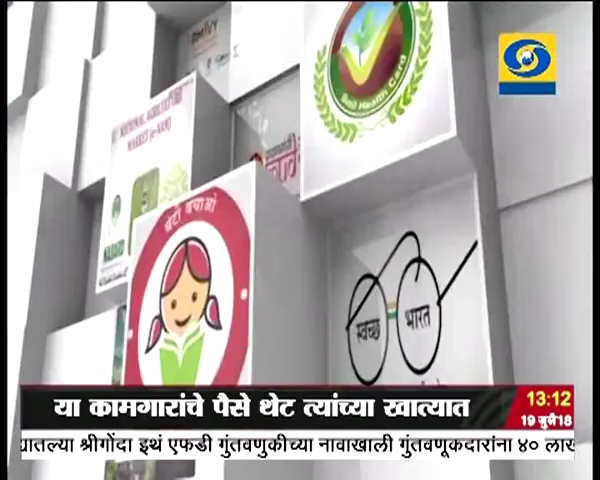 Soil Health Card
NATIONAL AGRICULTURE
MARKET (e-NAM)
NABARD
बेटी बचाओ
स्वच्छ भारत
या कामगारांचे पैसे थेट त्यांच्या खात्यात
13:12
19 जुलै 18
द्यातल्या श्रीगोंदा इथं एफडी गुंतवणुकीच्या नावाखाली गुंतवणूकदारांना ४० लाख